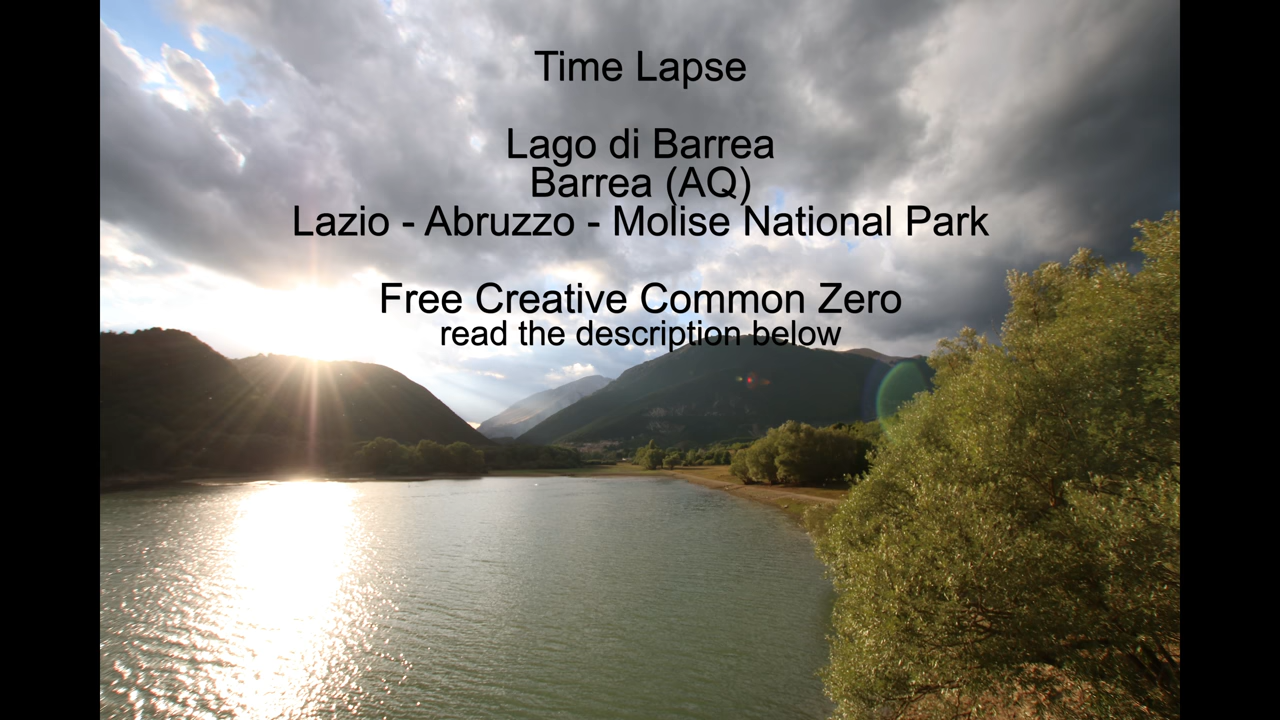 Time Lapse
Lago di Barrea
Barrea (AQ)
Lazio - Abruzzo - Molise National Park
Free Creative Common Zero
read the description below